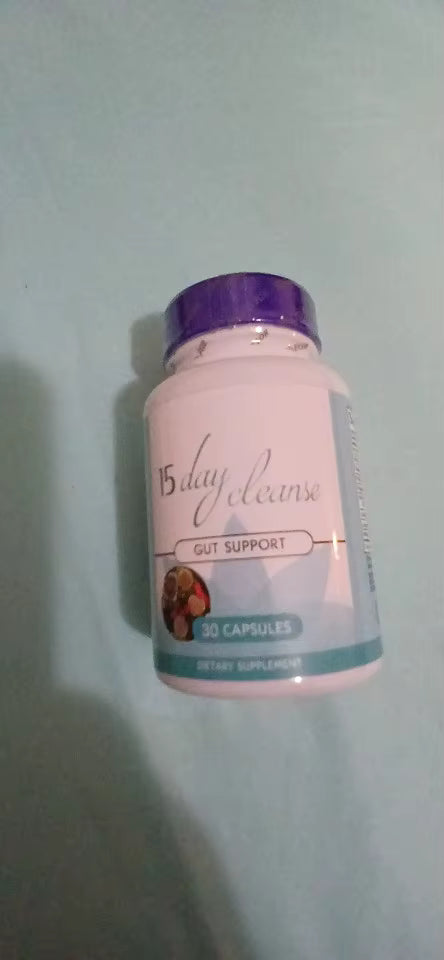 15 day cleanse
GUT SUPPORT
30 CAPSULES
DIETARY SUPPLEMENT